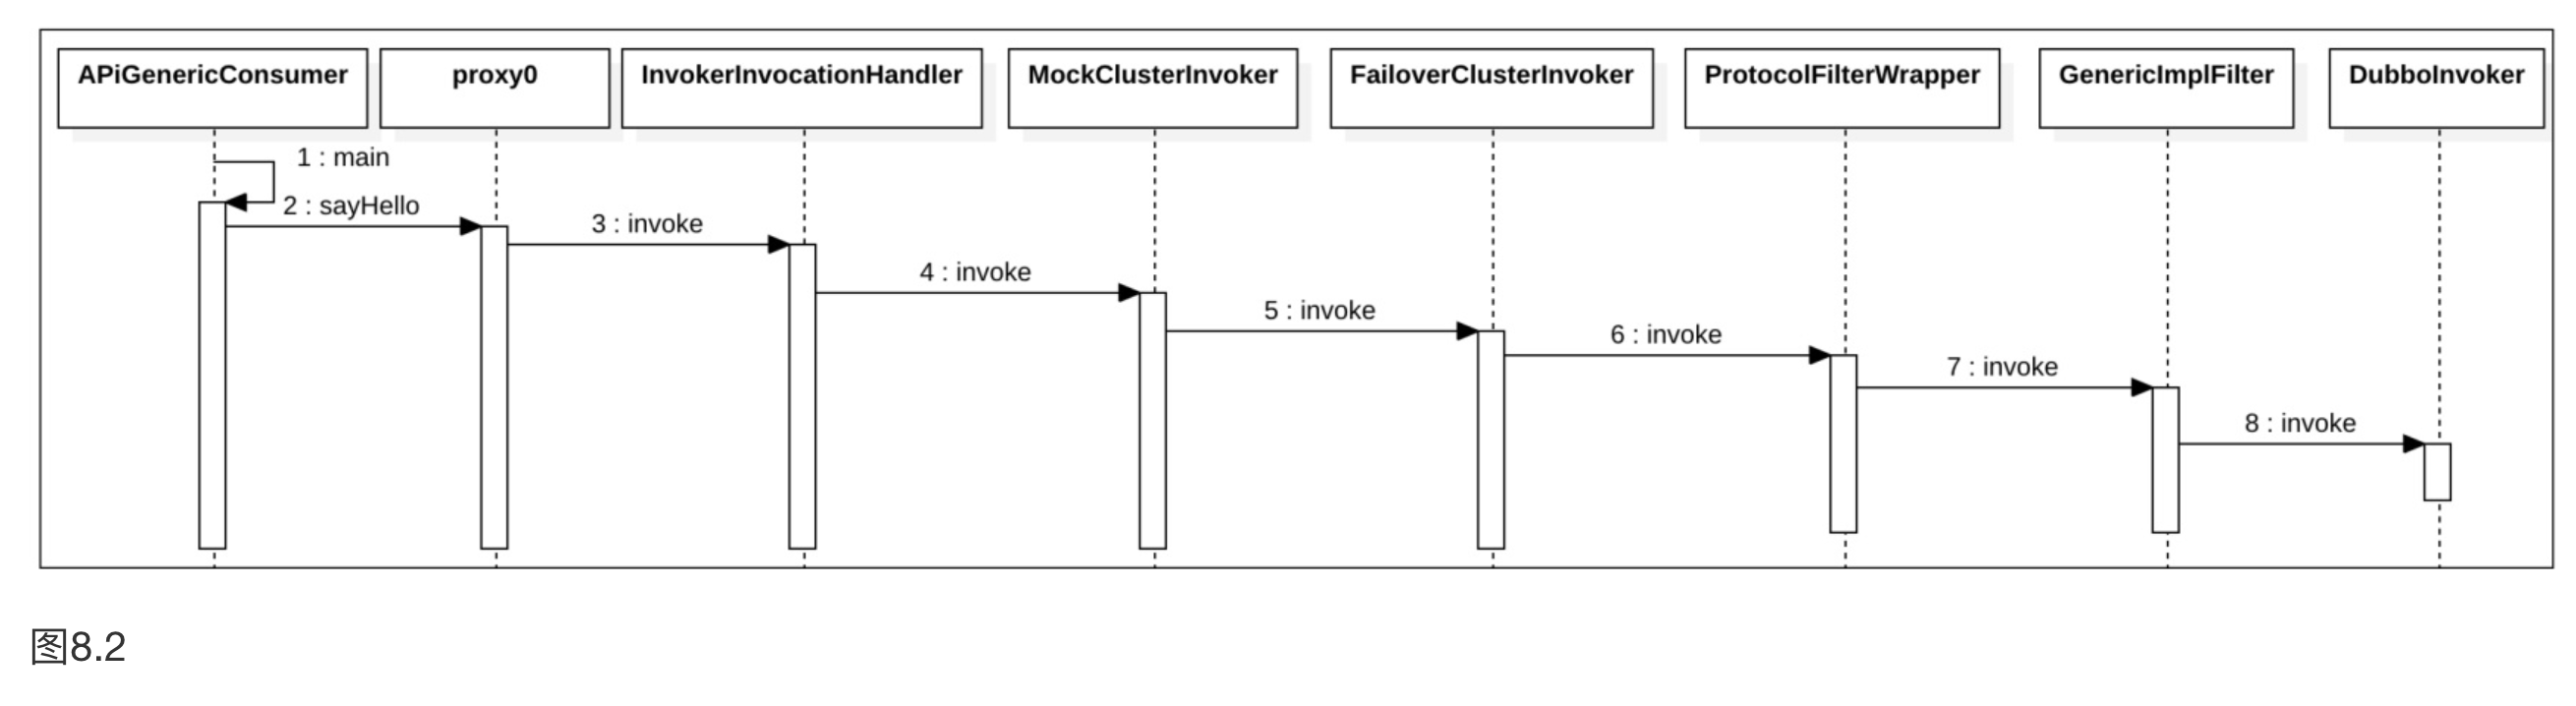 APiGenericConsumer
proxy0
InvokerInvocationHandler
MockClusterInvoker
FailoverClusterInvoker
ProtocolFilterWrapper
GenericImplFilter
DubboInvoker
1 : main
2 : sayHello
3 : invoke
4 : invoke
5 : invoke
6 : invoke
7 : invoke
8 : invoke
图8.2